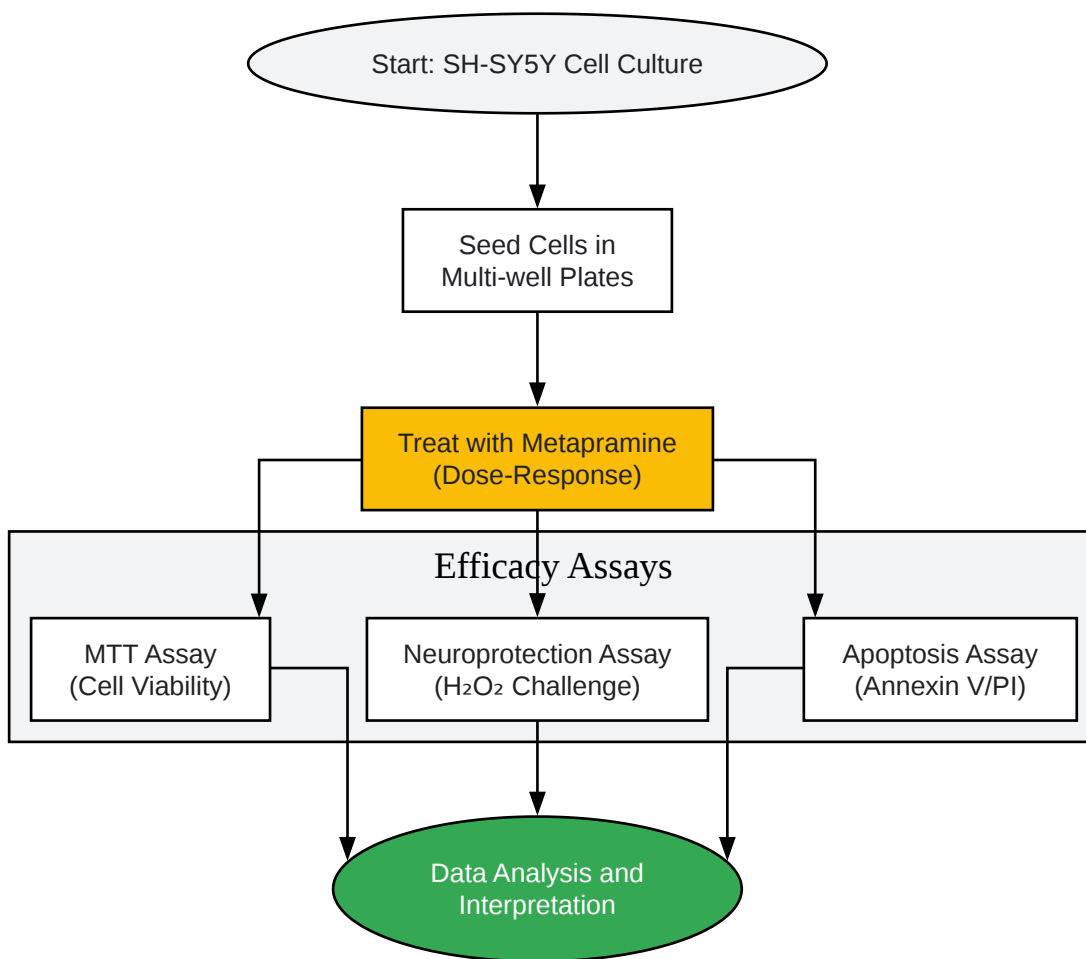 Start: SH-SY5Y Cell Culture
Seed Cells in
Multi-well Plates
Treat with Metapramine
(Dose-Response)
Efficacy Assays
MTT Assay
(Cell Viability)
Neuroprotection Assay
(H₂O₂ Challenge)
Apoptosis Assay
(Annexin V/PI)
Data Analysis and
Interpretation